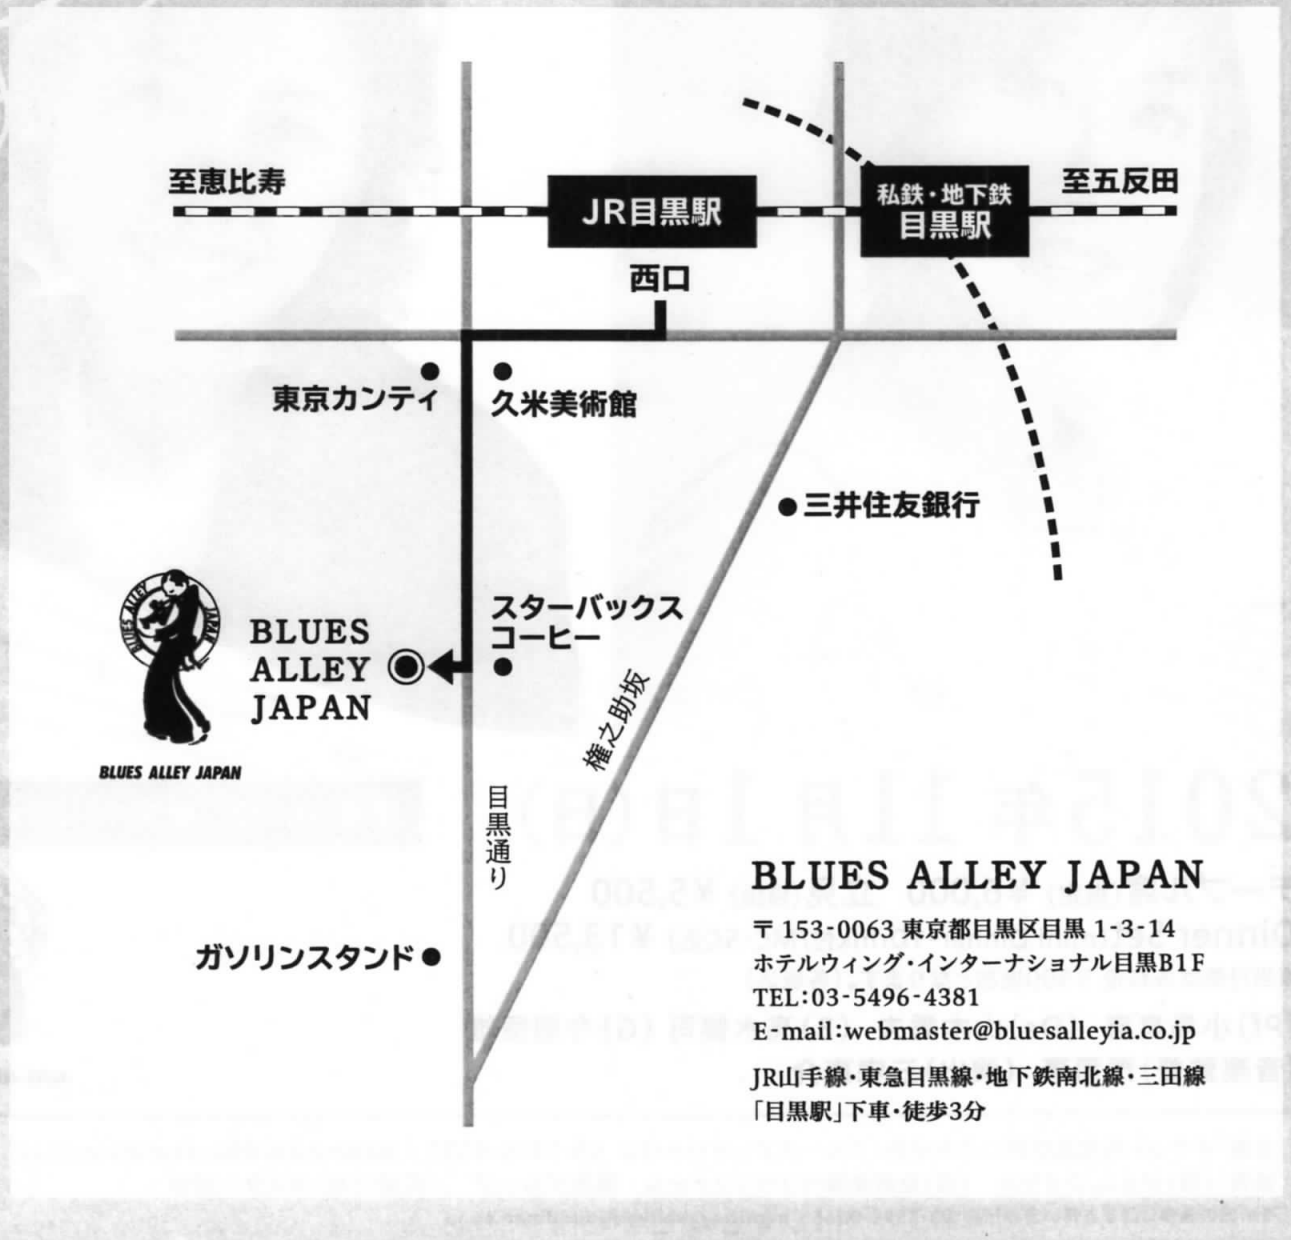 至恵比寿
JR目黒駅
私鉄・地下鉄
目黒駅
至五反田
西口
東京カンティ
久米美術館
三井住友銀行
スターバックス
コーヒー
BLUES
ALLEY
JAPAN
BLUES ALLEY JAPAN
BLUES ALLEY JAPAN
権之助坂
目黒通り
ガソリンスタンド
BLUES ALLEY JAPAN
〒153-0063 東京都目黒区目黒 1-3-14
ホテルウィング・インターナショナル目黒B1F
TEL:03-5496-4381
E-mail:webmaster@bluesalleyia.co.jp
JR山手線・東急目黒線・地下鉄南北線・三田線
「目黒駅」下車・徒歩3分